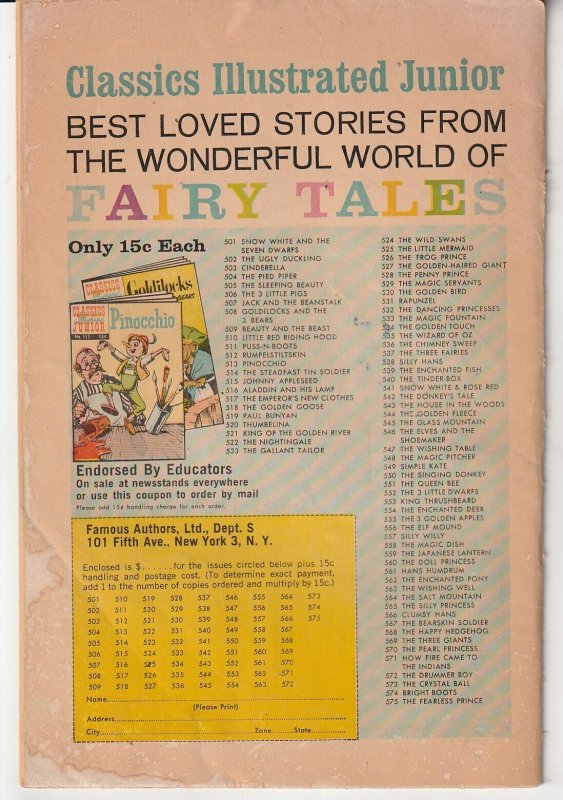 Classics Illustrated Junior
BEST LOVED STORIES FROM
THE WONDERFUL WORLD OF
FAIRY TALES
Only 15c Each
CLASSICS
Goldilocks
BEARS
CLASSICS
Illustrated
JUNIOR
No. 513 15¢
Pinocchio
Endorsed By Educators
On sale at newsstands everywhere
or use this coupon to order by mail
Please add 15¢ handling charge for each order.
501 SNOW WHITE AND THE
SEVEN DWARFS
502 THE UGLY DUCKLING
503 CINDERELLA
504 THE PIED PIPER
505 THE SLEEPING BEAUTY
506 THE 3 LITTLE PIGS
507 JACK AND THE BEANSTALK
508 GOLDILOCKS AND THE
3 BEARS
509 BEAUTY AND THE BEAST
510 LITTLE RED RIDING HOOD
511 PUSS-N-BOOTS
512 RUMPELSTILTSKIN
513 PINOCCHIO
514 THE STEADFAST TIN SOLDIER
515 JOHNNY APPLESEED
516 ALADDIN AND HIS LAMP
517 THE EMPEROR'S NEW CLOTHES
518 THE GOLDEN GOOSE
519 PAUL BUNYAN
520 THUMBELINA
521 KING OF THE GOLDEN RIVER
522 THE NIGHTINGALE
523 THE GALLANT TAILOR
524 THE WILD SWANS
525 THE LITTLE MERMAID
526 THE FROG PRINCE
527 THE GOLDEN-HAIRED GIANT
528 THE PENNY PRINCE
529 THE MAGIC SERVANTS
530 THE GOLDEN BIRD
531 RAPUNZEL
532 THE DANCING PRINCESSES
533 THE MAGIC FOUNTAIN
534 THE GOLDEN TOUCH
535 THE WIZARD OF OZ
536 THE CHIMNEY SWEEP
537 THE THREE FAIRIES
538 SILLY HANS
539 THE ENCHANTED FISH
540 THE TINDER-BOX
541 SNOW WHITE & ROSE RED
542 THE DONKEY'S TALE
543 THE HOUSE IN THE WOODS
544 THE GOLDEN FLEECE
545 THE GLASS MOUNTAIN
546 THE ELVES AND THE
SHOEMAKER
547 THE WISHING TABLE
548 THE MAGIC PITCHER
549 SIMPLE KATE
550 THE SINGING DONKEY
551 THE QUEEN BEE
552 THE 3 LITTLE DWARFS
553 KING THRUSHBEARD
554 THE ENCHANTED DEER
555 THE 3 GOLDEN APPLES
556 THE ELF MOUND
557 SILLY WILLY
558 THE MAGIC DISH
559 THE JAPANESE LANTERN
560 THE DOLL PRINCESS
561 HANS HUMDRUM
562 THE ENCHANTED PONY
563 THE WISHING WELL
564 THE SALT MOUNTAIN
565 THE SILLY PRINCESS
566 CLUMSY HANS
567 THE BEARSKIN SOLDIER
568 THE HAPPY HEDGEHOG
569 THE THREE GIANTS
570 THE PEARL PRINCESS
571 HOW FIRE CAME TO
THE INDIANS
572 THE DRUMMER BOY
573 THE CRYSTAL BALL
574 BRIGHT BOOTS
575 THE FEARLESS PRINCE
Famous Authors, Ltd., Dept. S
101 Fifth Ave., New York 3, N. Y.
Enclosed is $......for the issues circled below plus 15c
handling and postage cost. (To determine exact payment,
add 1 to the number of copies ordered and multiply by 15c.)
501 510 519 528 537 546 555 564 573
502 511 520 529 538 547 556 565 574
503 512 521 530 539 548 557 566 575
504 513 522 531 540 549 558 567
505 514 523 532 541 550 559 568
506 515 524 533 542 551 560 569
507 516 525 534 543 552 561 570
508 517 526 535 544 553 562 571
509 518 527 536 545 554 563 572
Name
(Please Print)
Address
City Zone State